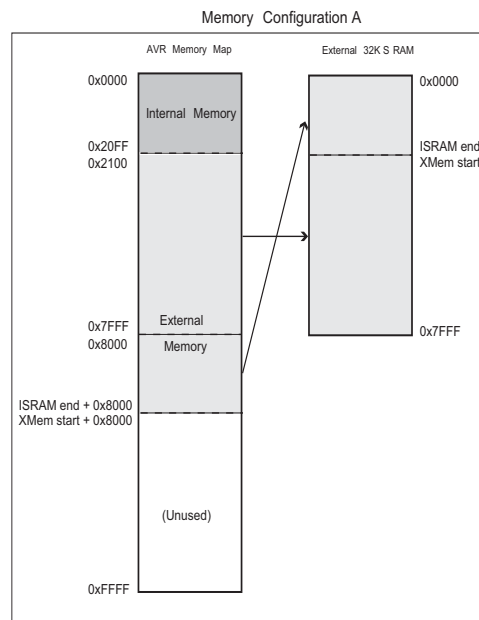 Memory Configuration A
AVR Memory Map
External 32K SRAM
0x0000
0x0000
Internal Memory
0x20FF
0x2100
ISRAM end
XMem start
0x7FFF
0x8000
External
Memory
0x7FFF
ISRAM end + 0x8000
XMem start + 0x8000
(Unused)
0xFFFF